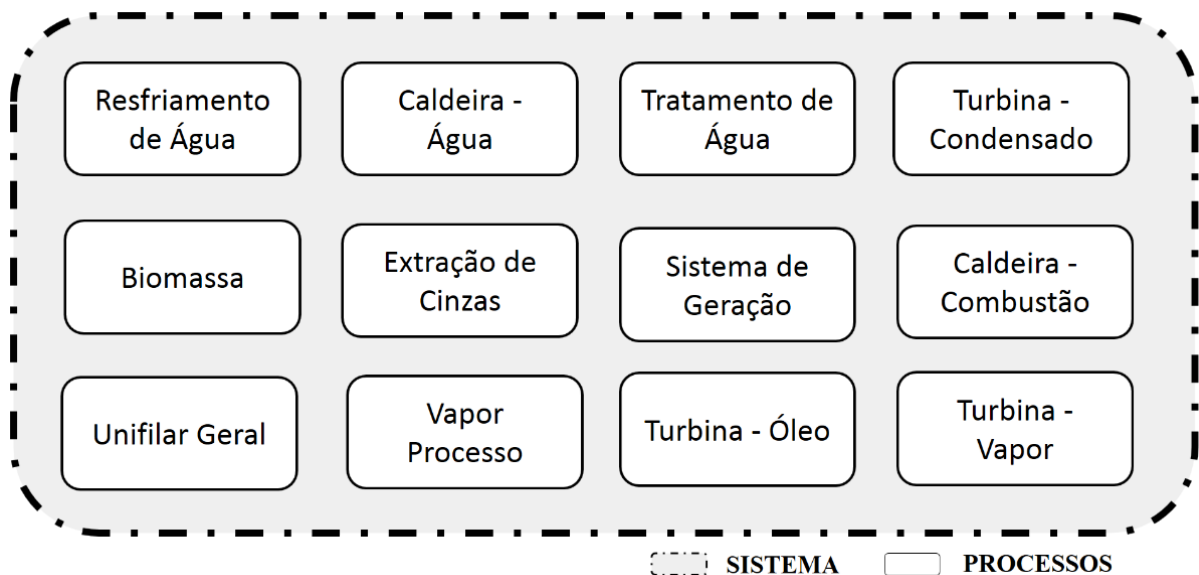 Resfriamento
de Água
Caldeira -
Água
Tratamento de
Água
Turbina -
Condensado
Biomassa
Extração de
Cinzas
Sistema de
Geração
Caldeira -
Combustão
Unifilar Geral
Vapor
Processo
Turbina - Óleo
Turbina -
Vapor
SISTEMA
PROCESSOS